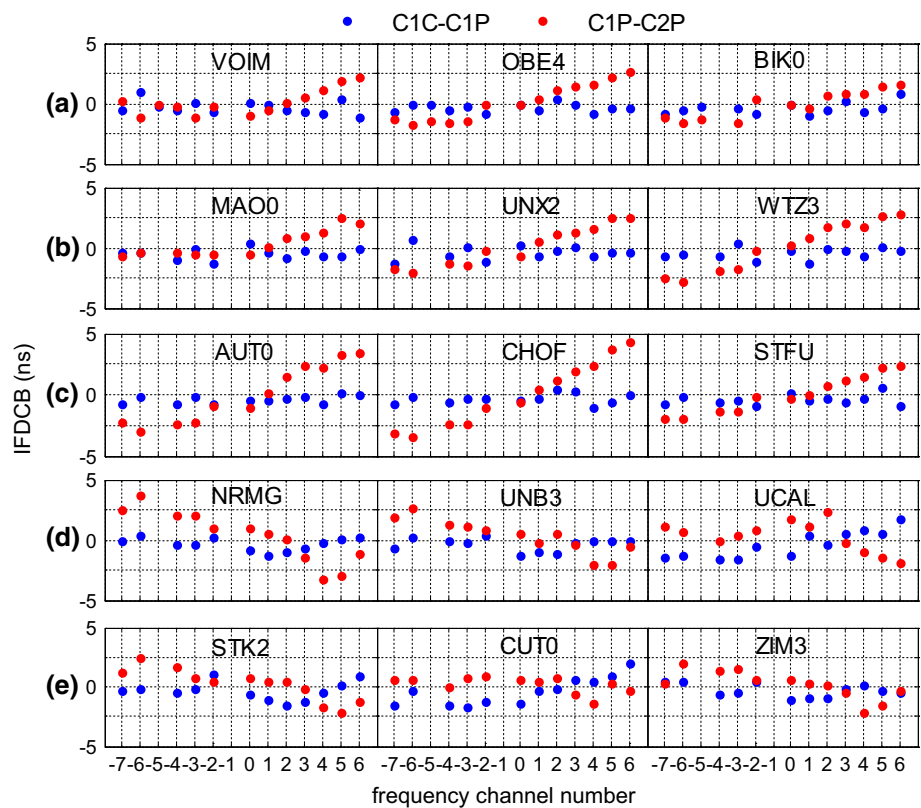 C1C-C1P C1P-C2P
5
VOIM OBE4 BIK0
(a) 0
-5
5
MAO0 UNX2 WTZ3
(b) 0
-5
5
AUT0 CHOF STFU
(c) 0
-5
5
NRMG UNB3 UCAL
(d) 0
-5
5
STK2 CUT0 ZIM3
(e) 0
-5
IFDCB (ns)
-7 -6 -5 -4 -3 -2 -1 0 1 2 3 4 5 6 -7 -6 -5 -4 -3 -2 -1 0 1 2 3 4 5 6 -7 -6 -5 -4 -3 -2 -1 0 1 2 3 4 5 6
frequency channel number